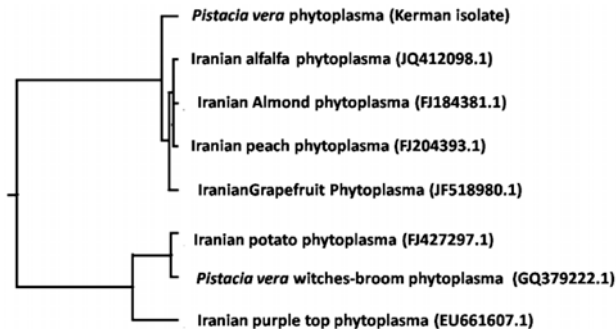 Pistacia vera phytoplasma (Kerman isolate)
Iranian alfalfa phytoplasma (JQ412098.1)
Iranian Almond phytoplasma (FJ184381.1)
Iranian peach phytoplasma (FJ204393.1)
IranianGrapefruit Phytoplasma (JF518980.1)
Iranian potato phytoplasma (FJ427297.1)
Pistacia vera witches-broom phytoplasma (GQ379222.1)
Iranian purple top phytoplasma (EU661607.1)